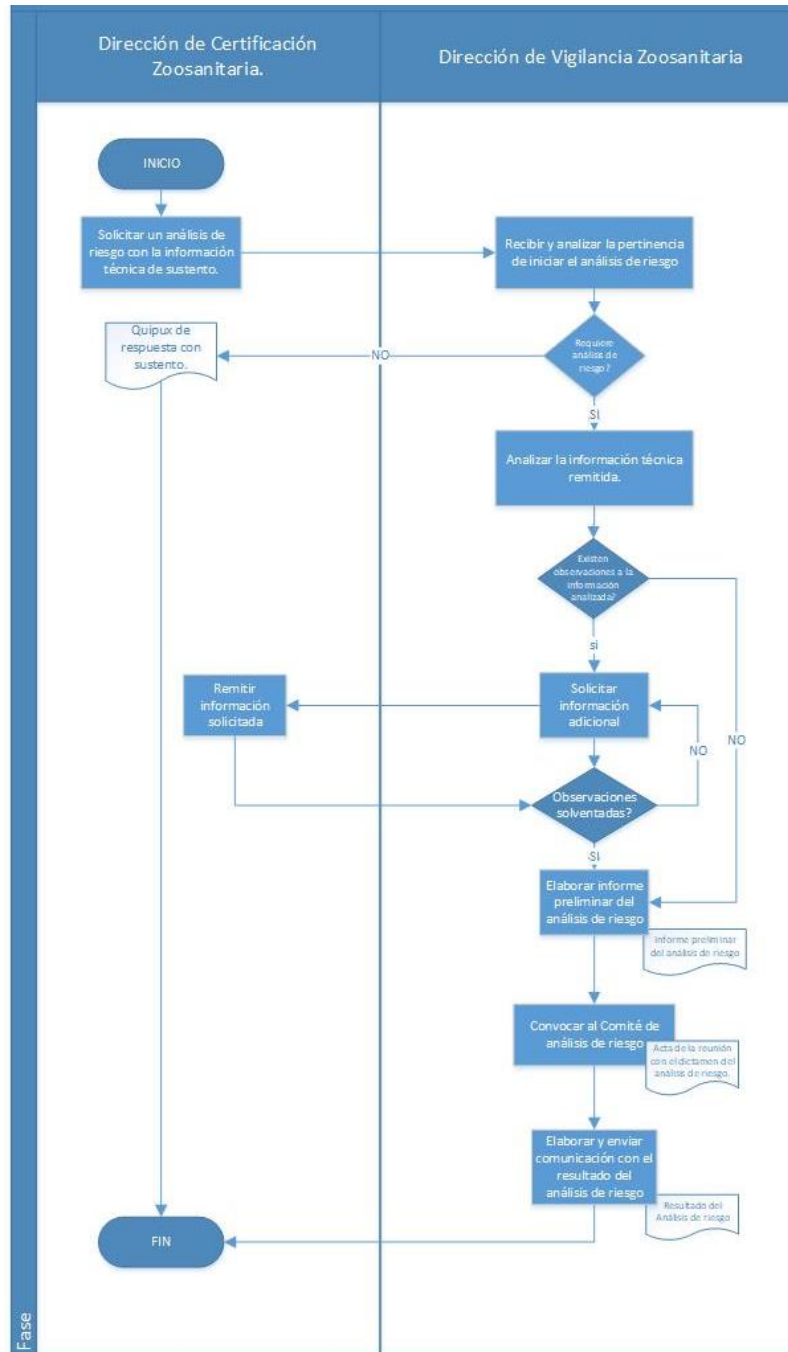 Dirección de Certificación
Zoosanitaria.
Dirección de Vigilancia Zoosanitaria
INICIO
Solicitar un análisis de
riesgo con la información
técnica de sustento.
Recibir y analizar la pertinencia
de iniciar el análisis de riesgo
Quipux de
respuesta con
sustento.
NO
Requiere
análisis de
riesgo?
SI
Analizar la información técnica
remitida.
Existen
observaciones a la
información
analizada?
si
Remitir
información
solicitada
Solicitar
información
adicional
NO
NO
Observaciones
solventadas?
SI
Elaborar informe
preliminar del
análisis de riesgo
Informe preliminar
del análisis de riesgo
Convocar al Comité de
análisis de riesgo
Acta de la reunión
con el dictamen del
análisis de riesgo.
Elaborar y enviar
comunicación con el
resultado del
análisis de riesgo
Resultado del
Análisis de riesgo
FIN
Fase